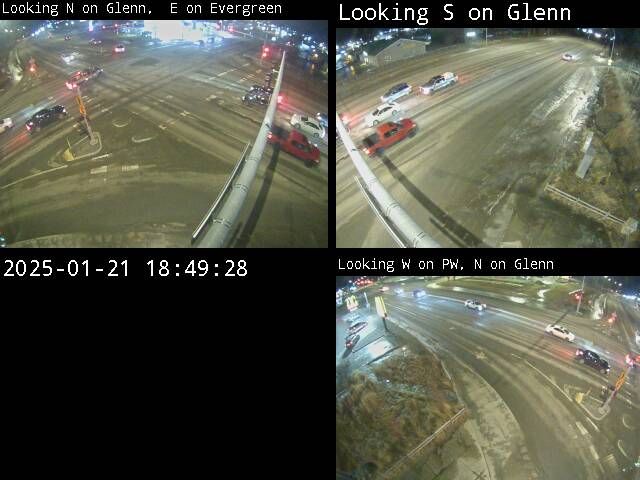 Looking N on Glenn,  E on Evergreen
Looking S on Glenn
2025-01-21 18:49:28
Looking W on PW, N on Glenn